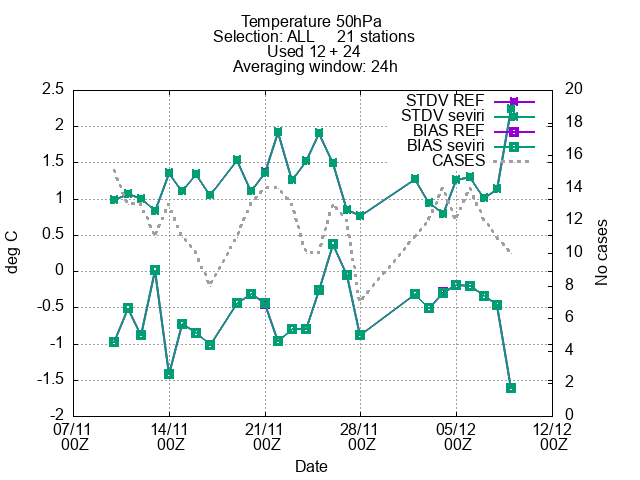 Temperature 50hPa
Selection: ALL 21 stations
Used 12 + 24
Averaging window: 24h
STDV REF
STDV seviri
BIAS REF
BIAS seviri
CASES
deg C
2.5
2
1.5
1
0.5
0
-0.5
-1
-1.5
-2
No cases
20
18
16
14
12
10
8
6
4
2
0
07/11 14/11 21/11 28/11 05/12 12/12
00Z 00Z 00Z 00Z 00Z 00Z
Date